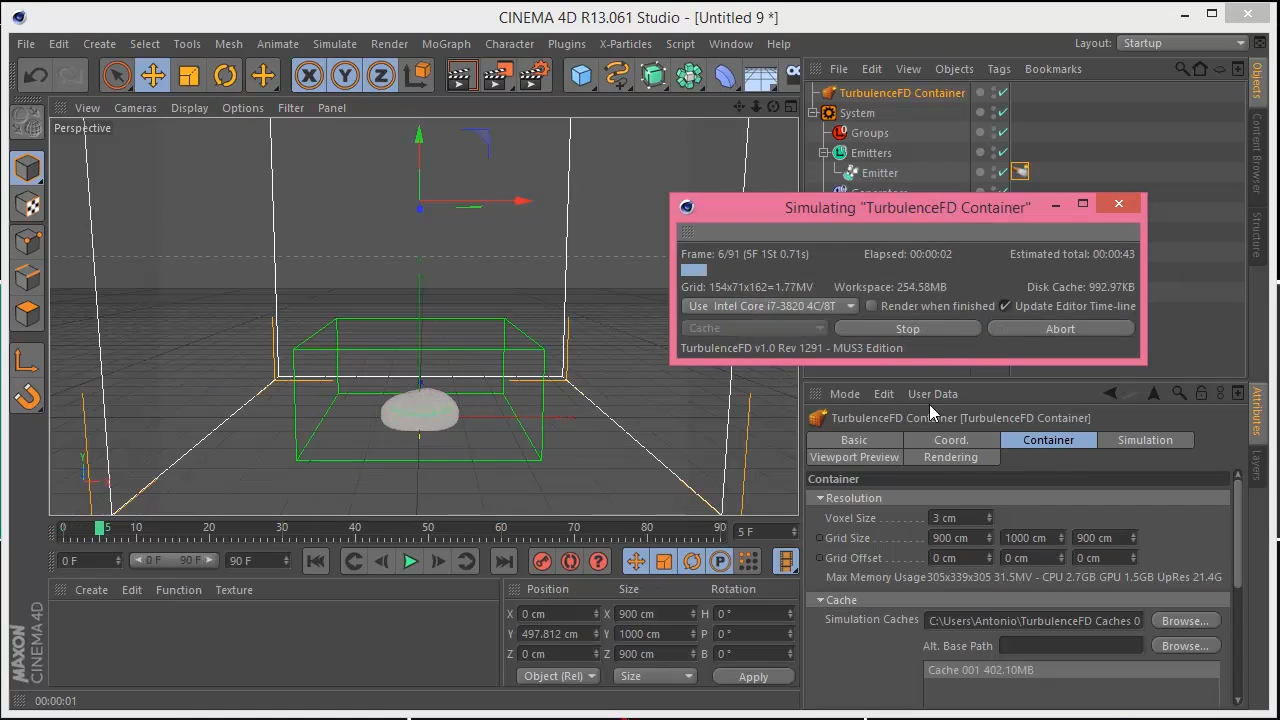 CINEMA 4D R13.061 Studio - [Untitled 9 *]
File Edit Create Select Tools Mesh Animate Simulate Render MoGraph Character Plugins X-Particles Script Window Help Layout: Startup
X Y Z
File Edit View Objects Tags Bookmarks
View Cameras Display Options Filter Panel
Perspective
TurbulenceFD Container
System
Groups
Emitters
Emitter
Objects
Content Browser
Structure
Simulating "TurbulenceFD Container"
Frame: 6/91 (5F 1St 0.71s) Elapsed: 00:00:02 Estimated total: 00:00:43
Grid: 154x71x162=1.77MV Workspace: 254.58MB Disk Cache: 992.97KB
Use Intel Core i7-3820 4C/8T Render when finished Update Editor Time-line
Cache Stop Abort
TurbulenceFD v1.0 Rev 1291 - MUS3 Edition
Mode Edit User Data
TurbulenceFD Container [TurbulenceFD Container]
Basic Coord. Container Simulation
Viewport Preview Rendering
Attributes
Layers
Container
Resolution
Voxel Size 3 cm
Grid Size 900 cm 1000 cm 900 cm
Grid Offset 0 cm 0 cm 0 cm
Max Memory Usage305x339x305 31.5MV - CPU 2.7GB GPU 1.5GB UpRes 21.4G
Cache
Simulation Caches C:\Users\Antonio\TurbulenceFD Caches 0 Browse...
Alt. Base Path Browse...
Cache 001 402.10MB
Y
0 5 10 20 30 40 50 60 70 80 90 5 F
0 F 0 F 90 F 90 F P
Create Edit Function Texture
Position Size Rotation
X 0 cm X 900 cm H 0 °
Y 497.812 cm Y 1000 cm P 0 °
Z 0 cm Z 900 cm B 0 °
Object (Rel) Size Apply
MAXON
CINEMA 4D
00:00:01